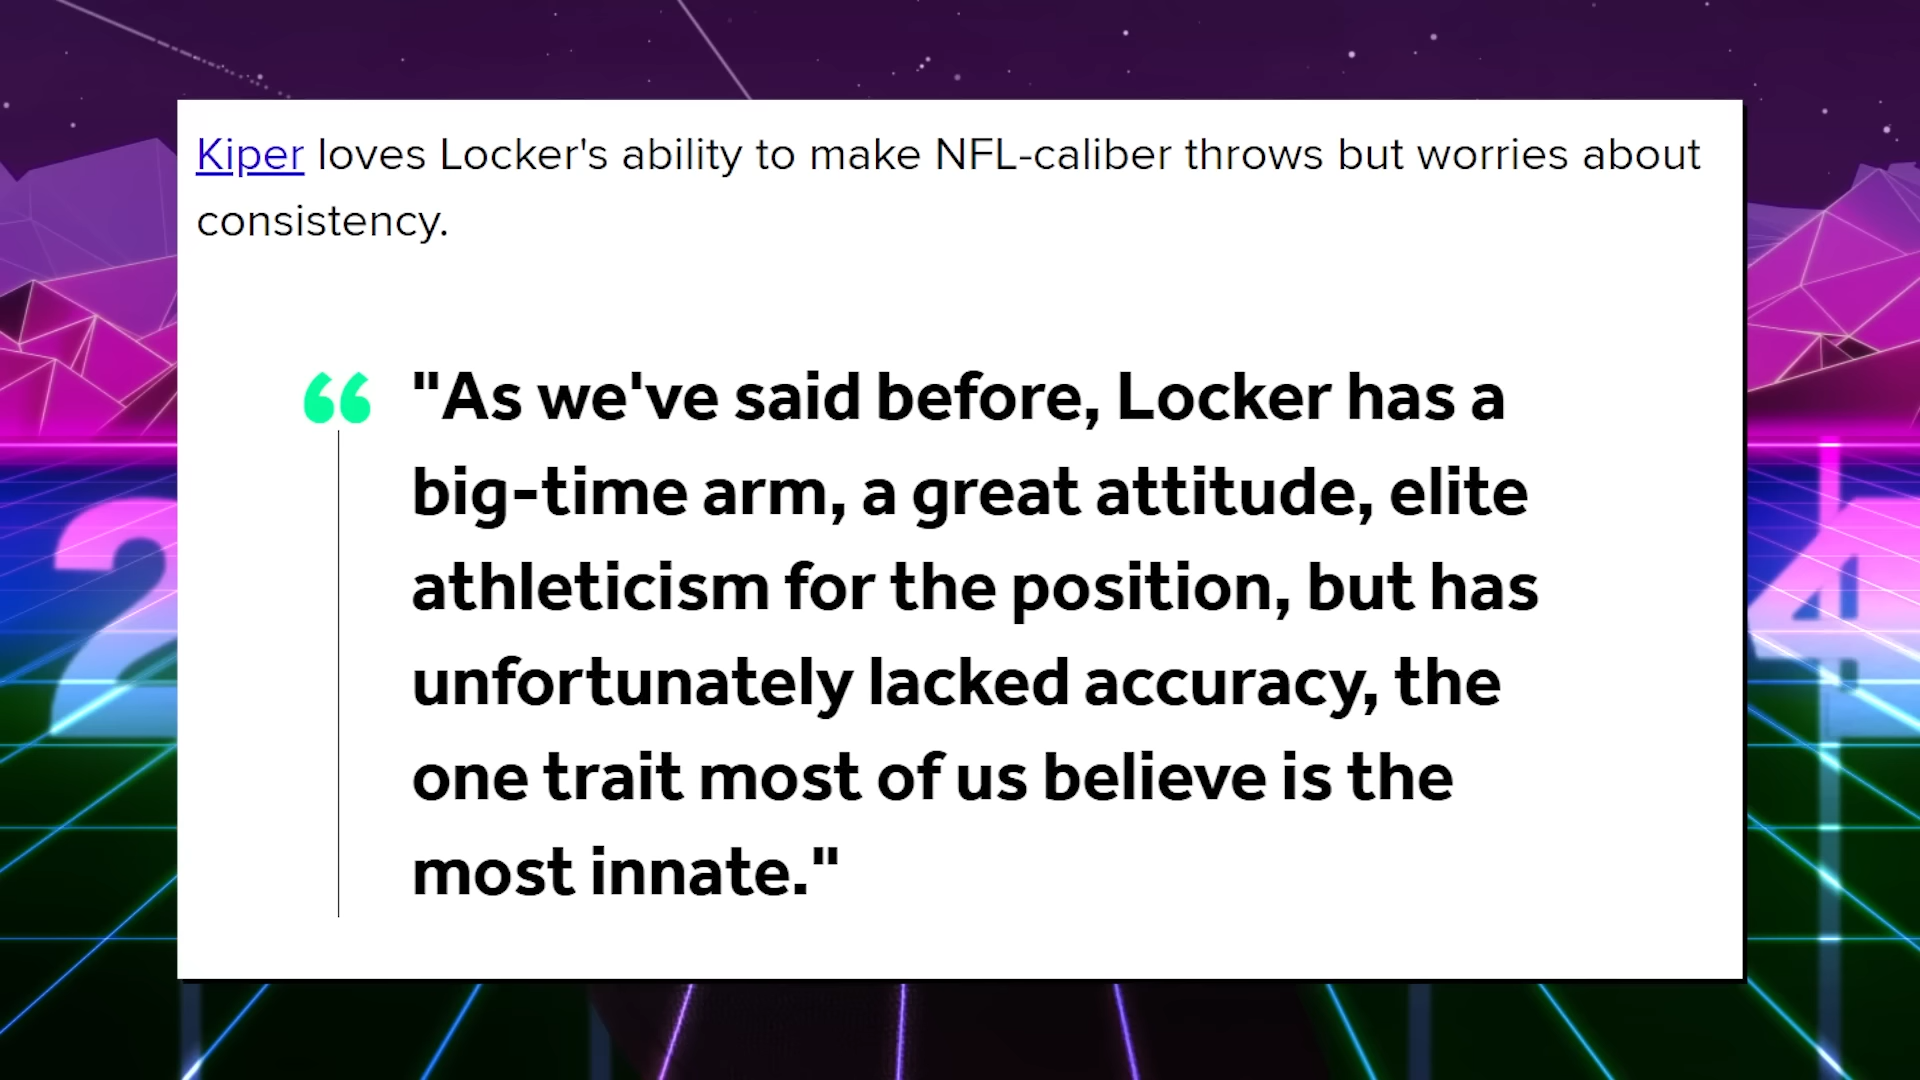 Kiper loves Locker's ability to make NFL-caliber throws but worries about
consistency.
"As we've said before, Locker has a
big-time arm, a great attitude, elite
athleticism for the position, but has
unfortunately lacked accuracy, the
one trait most of us believe is the
most innate."
2
4